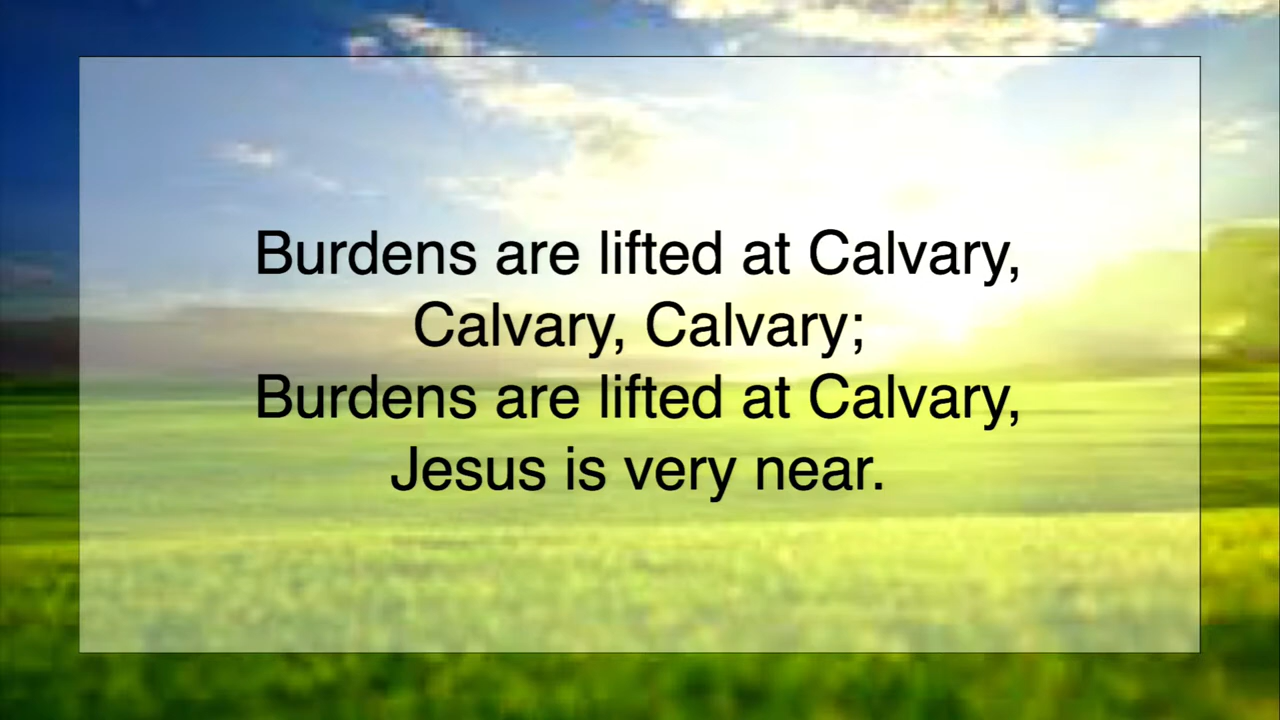 Burdens are lifted at Calvary,
Calvary, Calvary;
Burdens are lifted at Calvary,
Jesus is very near.